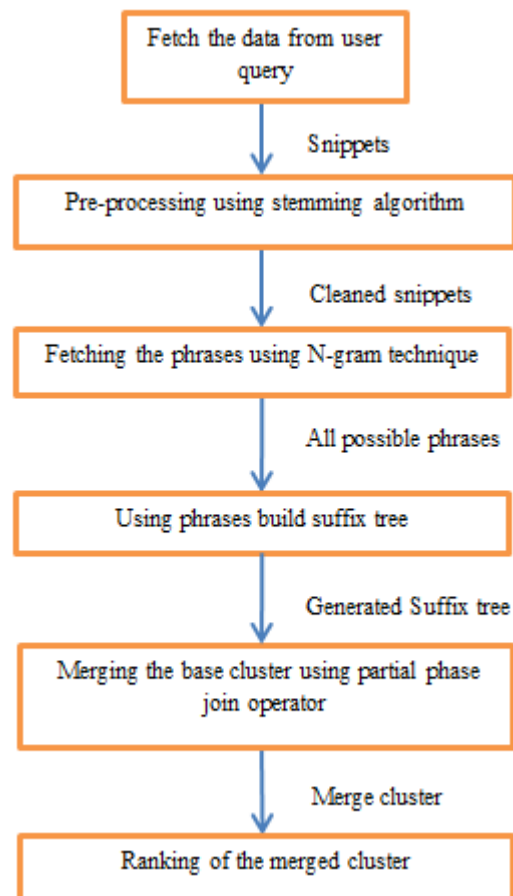 Fetch the data from user
query
Snippets
Pre-processing using stemming algorithm
Cleaned snippets
Fetching the phrases using N-gram technique
All possible phrases
Using phrases build suffix tree
Generated Suffix tree
Merging the base cluster using partial phase
join operator
Merge cluster
Ranking of the merged cluster